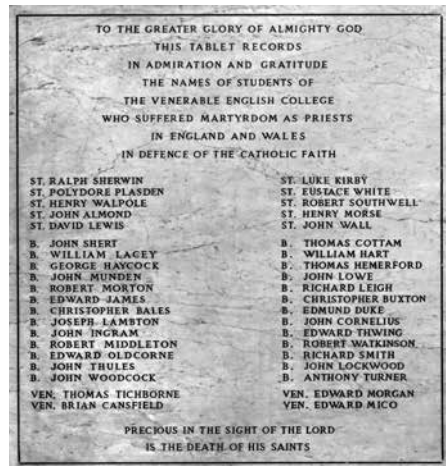 TO THE GREATER GLORY OF ALMIGHTY GOD
THIS TABLET RECORDS
IN ADMIRATION AND GRATITUDE
THE NAMES OF STUDENTS OF
THE VENERABLE ENGLISH COLLEGE
WHO SUFFERED MARTYRDOM AS PRIESTS
IN ENGLAND AND WALES
IN DEFENCE OF THE CATHOLIC FAITH
ST. RALPH SHERWIN
ST. POLYDORE PLASDEN
ST. HENRY WALPOLE
ST. JOHN ALMOND
ST. DAVID LEWIS
B. JOHN SHERT
B. WILLIAM LACEY
B. GEORGE HAYCOCK
B. JOHN MUNDEN
B. ROBERT MORTON
B. EDWARD JAMES
B. CHRISTOPHER BALES
B. JOSEPH LAMBTON
B. JOHN INGRAM
B. ROBERT MIDDLETON
B. EDWARD OLDCORNE
B. JOHN THULES
B. JOHN WOODCOCK
VEN. THOMAS TICHBORNE
VEN. BRIAN CANSFIELD
ST. LUKE KIRBY
ST. EUSTACE WHITE
ST. ROBERT SOUTHWELL
ST. HENRY MORSE
ST. JOHN WALL
B. THOMAS COTTAM
B. WILLIAM HART
B. THOMAS HEMERFORD
B. JOHN LOWE
B. RICHARD LEIGH
B. CHRISTOPHER BUXTON
B. EDMUND DUKE
B. JOHN CORNELIUS
B. EDWARD THWING
B. ROBERT WATKINSON
B. RICHARD SMITH
B. JOHN LOCKWOOD
B. ANTHONY TURNER
VEN. EDWARD MORGAN
VEN. EDWARD MICO
PRECIOUS IN THE SIGHT OF THE LORD
IS THE DEATH OF HIS SAINTS